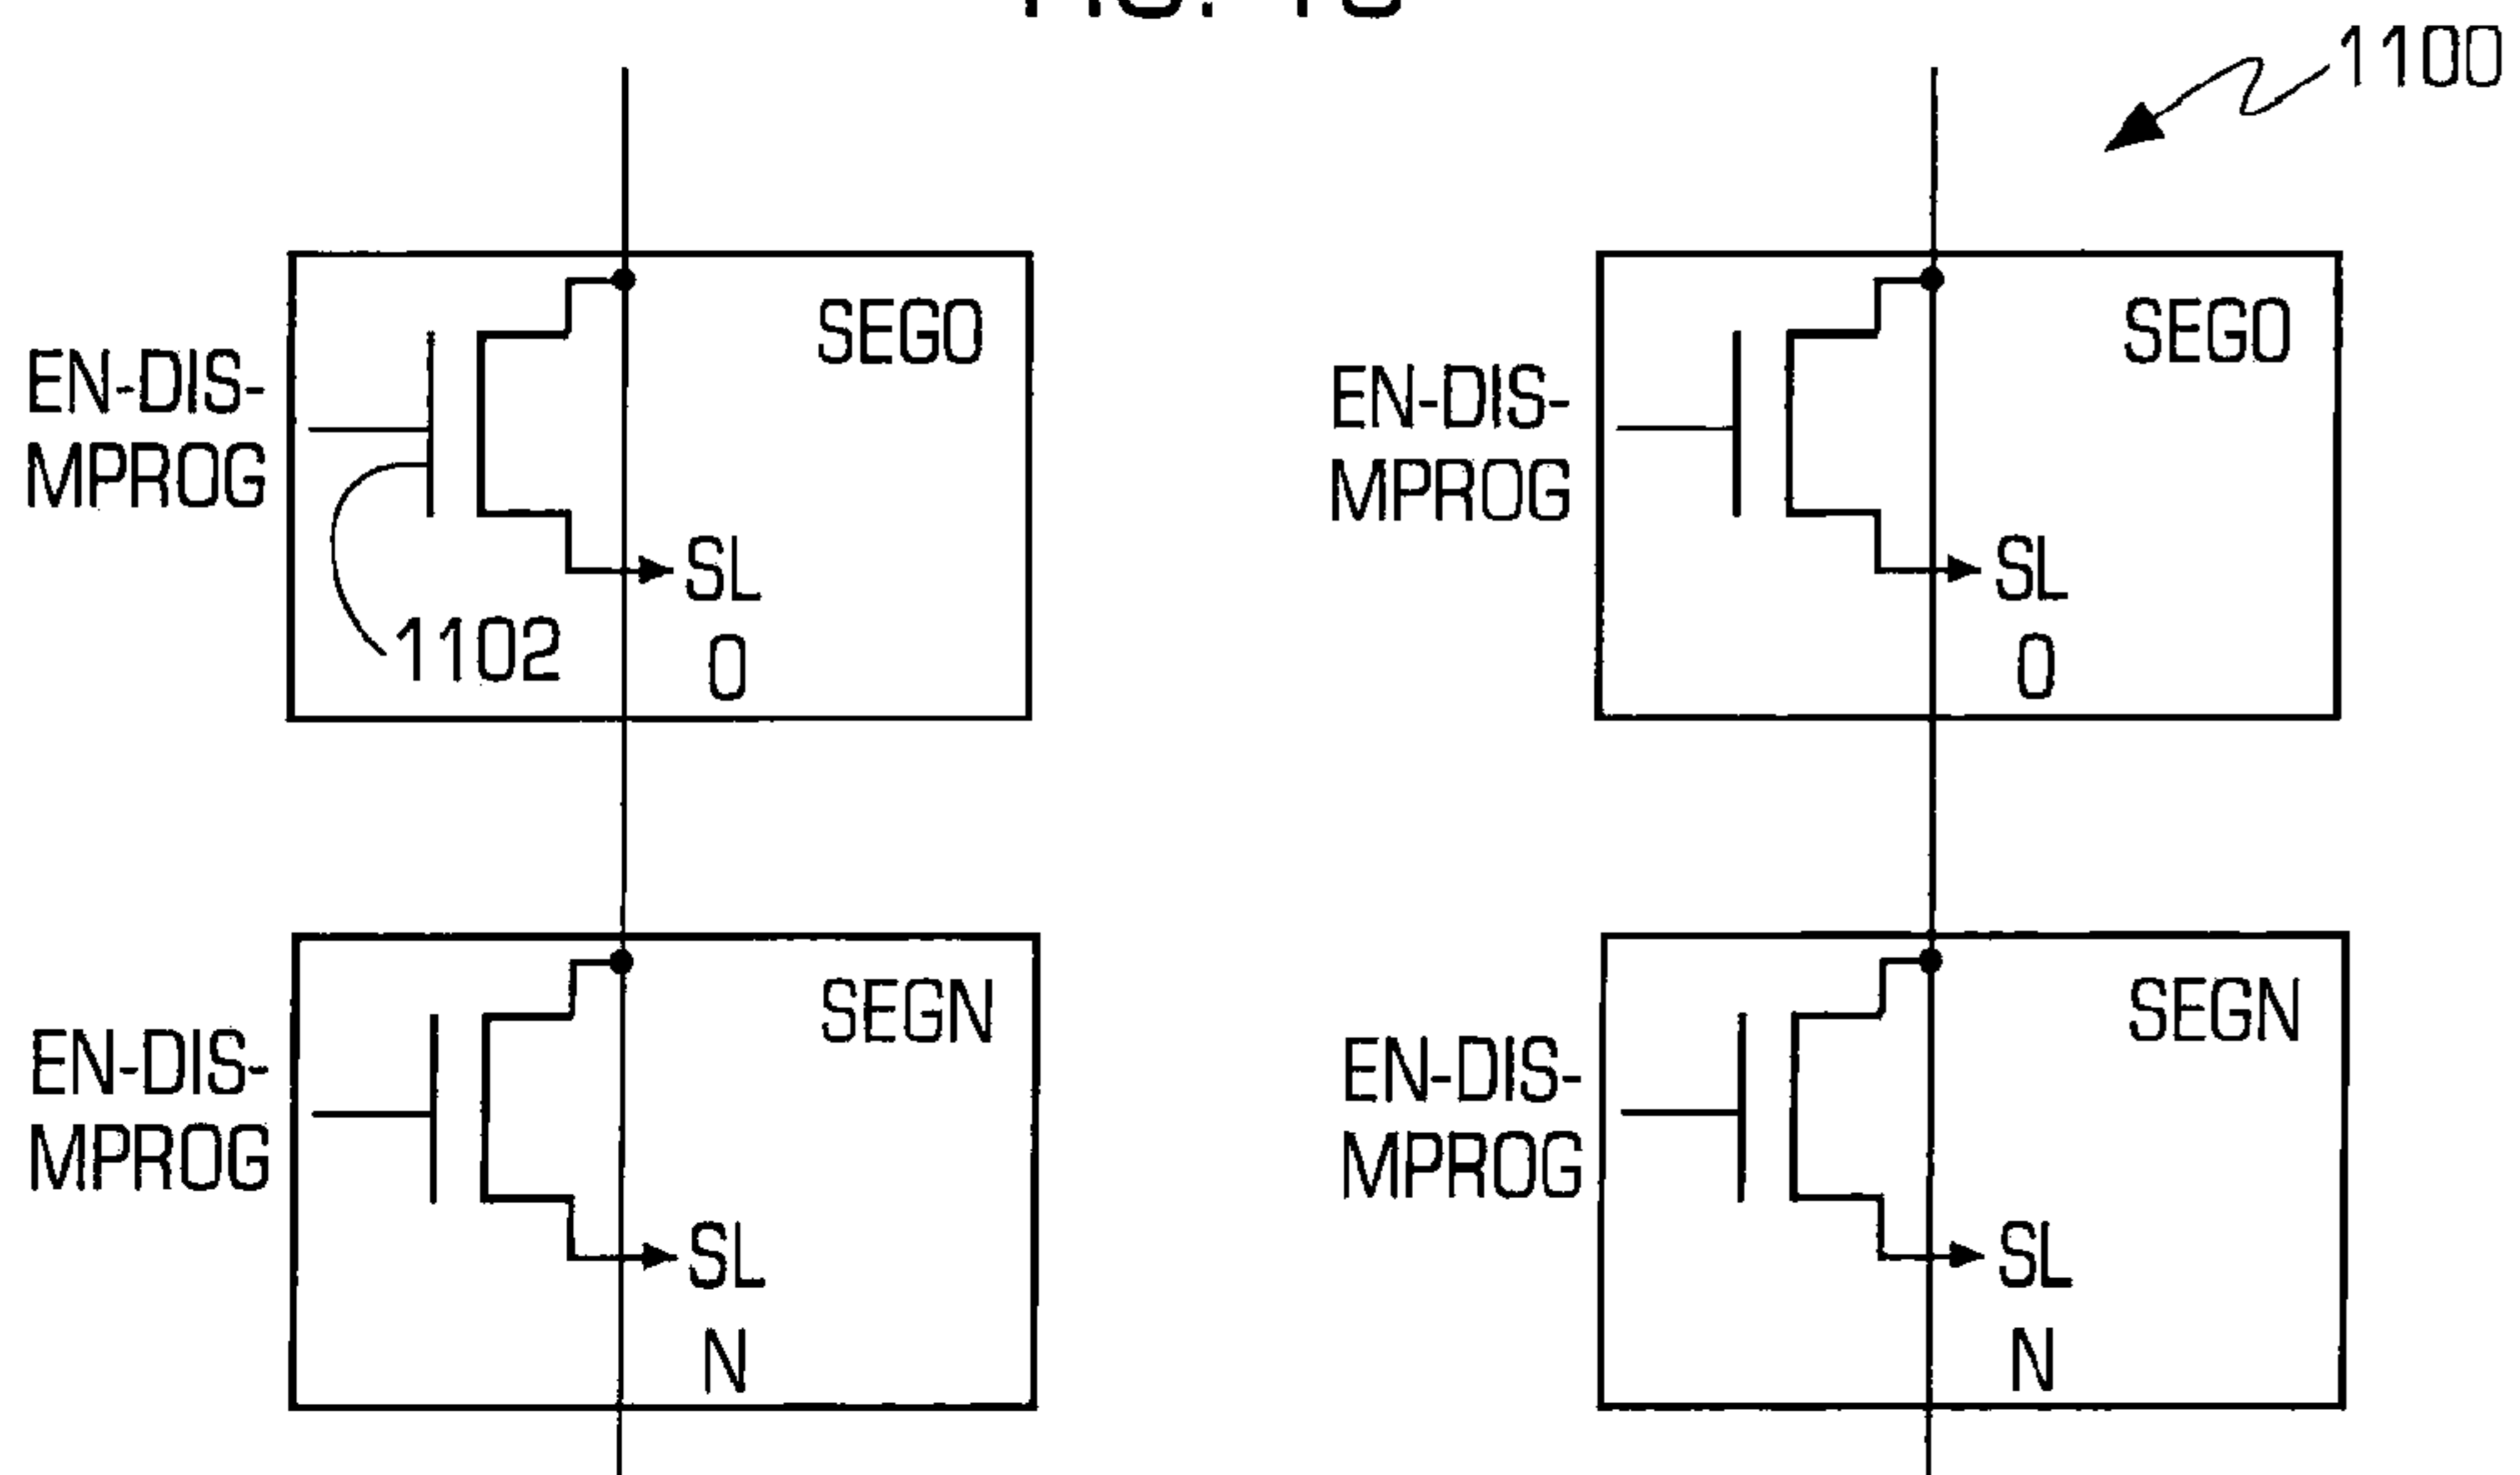 1100
SEG0
EN-DIS-
MPROG
SL
0
1102
SEG0
EN-DIS-
MPROG
SL
0
SEGN
EN-DIS-
MPROG
SL
N
SEGN
EN-DIS-
MPROG
SL
N